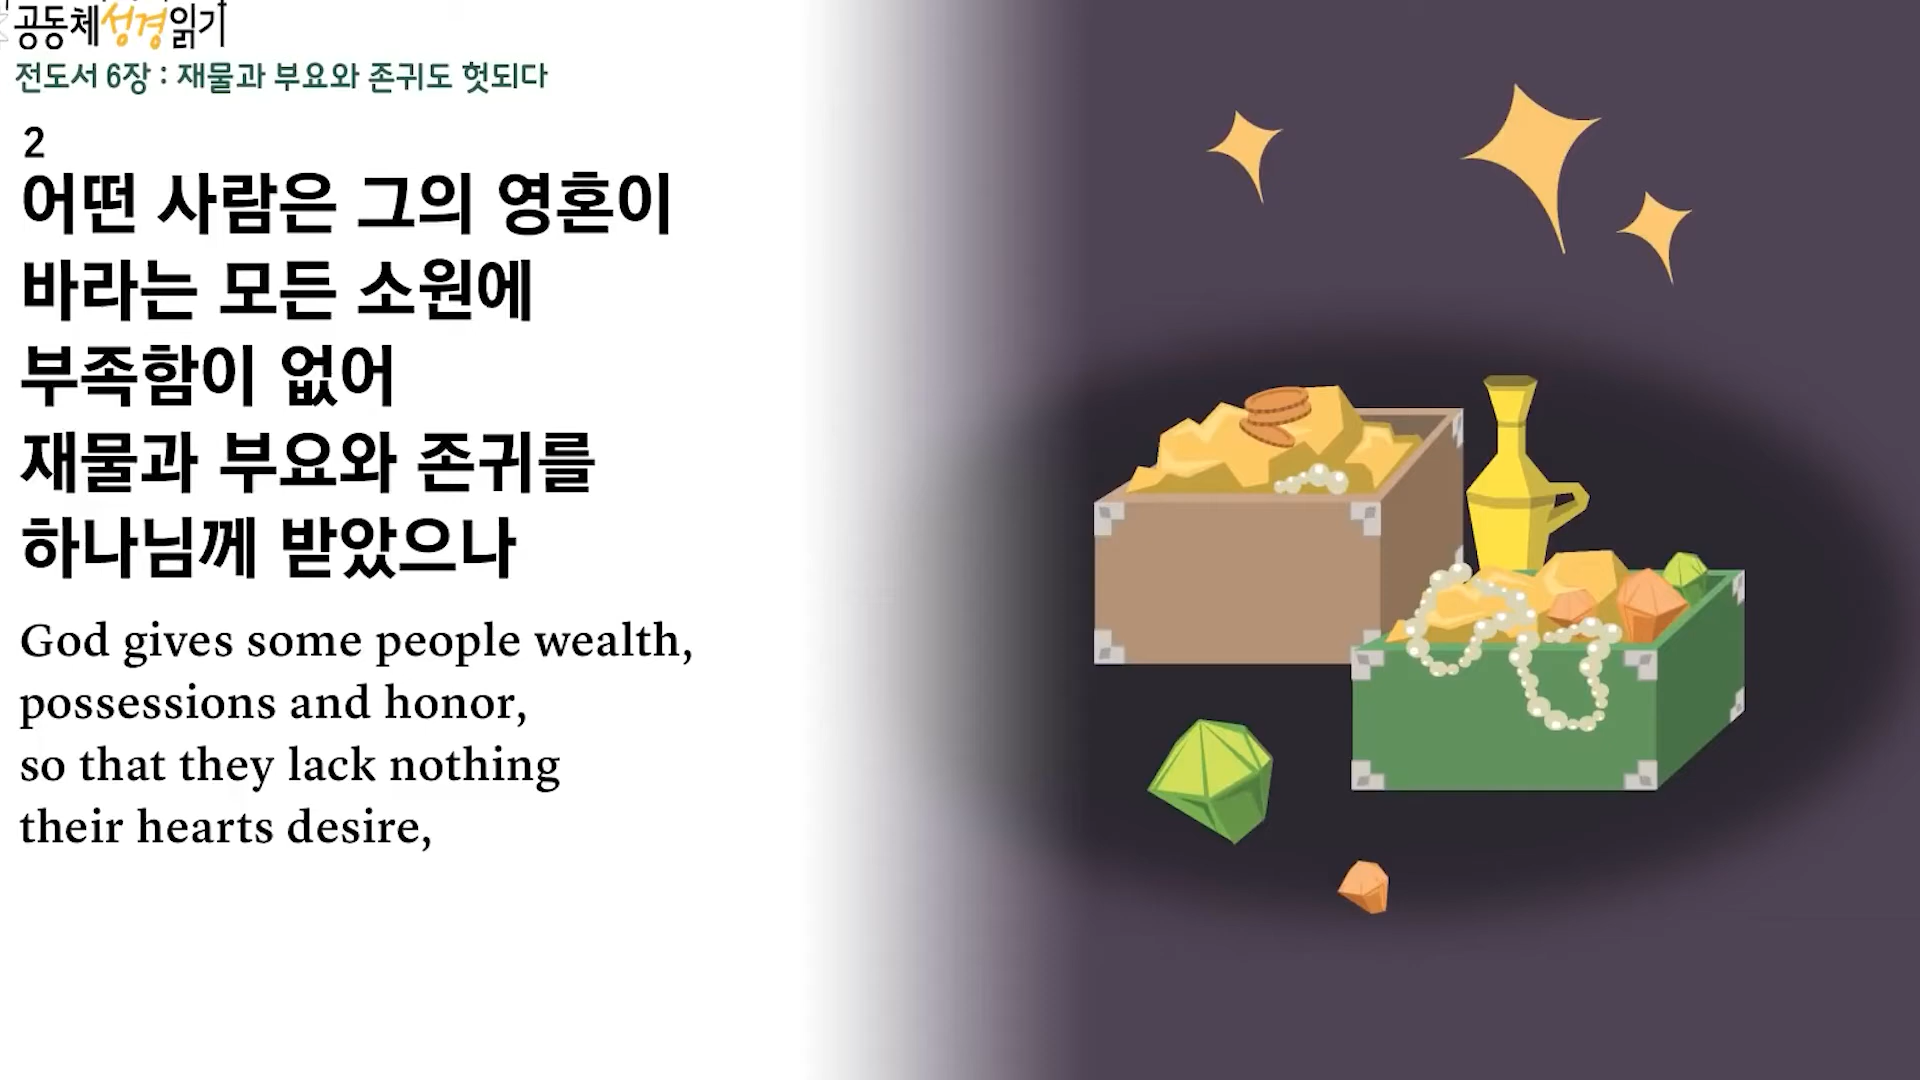 공동체성경읽기
전도서 6장 : 재물과 부요와 존귀도 헛되다
2
어떤 사람은 그의 영혼이
바라는 모든 소원에
부족함이 없어
재물과 부요와 존귀를
하나님께 받았으나
God gives some people wealth,
possessions and honor,
so that they lack nothing
their hearts desire,